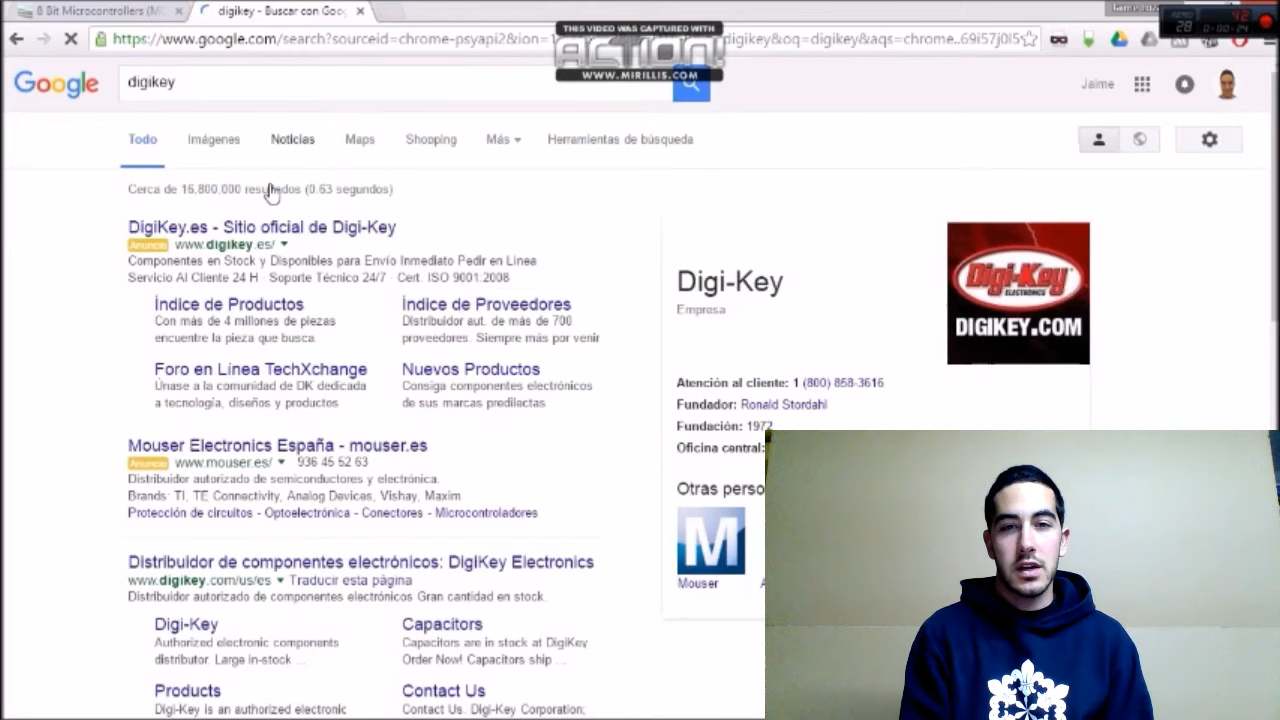 8 Bit Microcontrollers (MC
digikey - Buscar con Goo
THIS VIDEO WAS CAPTURED WITH
ACTION!
WWW.MIRILLIS.COM
28
42
0:00:24
https://www.google.com/search?sourceid=chrome-psy
digikey&oq=digikey&aqs=chrome..69i57j0l5
Google
digikey
Jaime
Todo Imágenes Noticias Maps Shopping Más Herramientas de búsqueda
Cerca de 16,800,000 resultados (0.63 segundos)
DigiKey.es - Sitio oficial de Digi-Key
Anuncio www.digikey.es/
Componentes en Stock y Disponibles para Envío Inmediato Pedir en Línea
Servicio Al Cliente 24 H · Soporte Técnico 24/7 · Cert. ISO 9001:2008
Índice de Productos
Con más de 4 millones de piezas
encuentre la pieza que busca.
Índice de Proveedores
Distribuidor aut. de más de 700
proveedores. Siempre más por venir
Foro en Línea TechXchange
Únase a la comunidad de DK dedicada
a tecnología, diseños y productos
Nuevos Productos
Consiga componentes electrónicos
de sus marcas predilectas
Mouser Electronics España - mouser.es
Anuncio www.mouser.es/ 936 45 52 63
Distribuidor autorizado de semiconductores y electrónica.
Brands: TI, TE Connectivity, Analog Devices, Vishay, Maxim
Protección de circuitos - Optoelectrónica - Conectores - Microcontroladores
Distribuidor de componentes electrónicos: DigiKey Electronics
www.digikey.com/us/es Traducir esta página
Distribuidor autorizado de componentes electrónicos Gran cantidad en stock.
Digi-Key
Authorized electronic components
distributor. Large in-stock ...
Capacitors
Capacitors are in stock at DigiKey
Order Now! Capacitors ship ...
Products
Digi-Key is an authorized electronic
Contact Us
Contact Us. Digi-Key Corporation;
Digi-Key
Empresa
Digi-Key
ELECTRONICS
DIGIKEY.COM
Atención al cliente: 1 (800) 858-3616
Fundador: Ronald Stordahl
Fundación: 1972
Oficina central:
Otras perso
M
Mouser